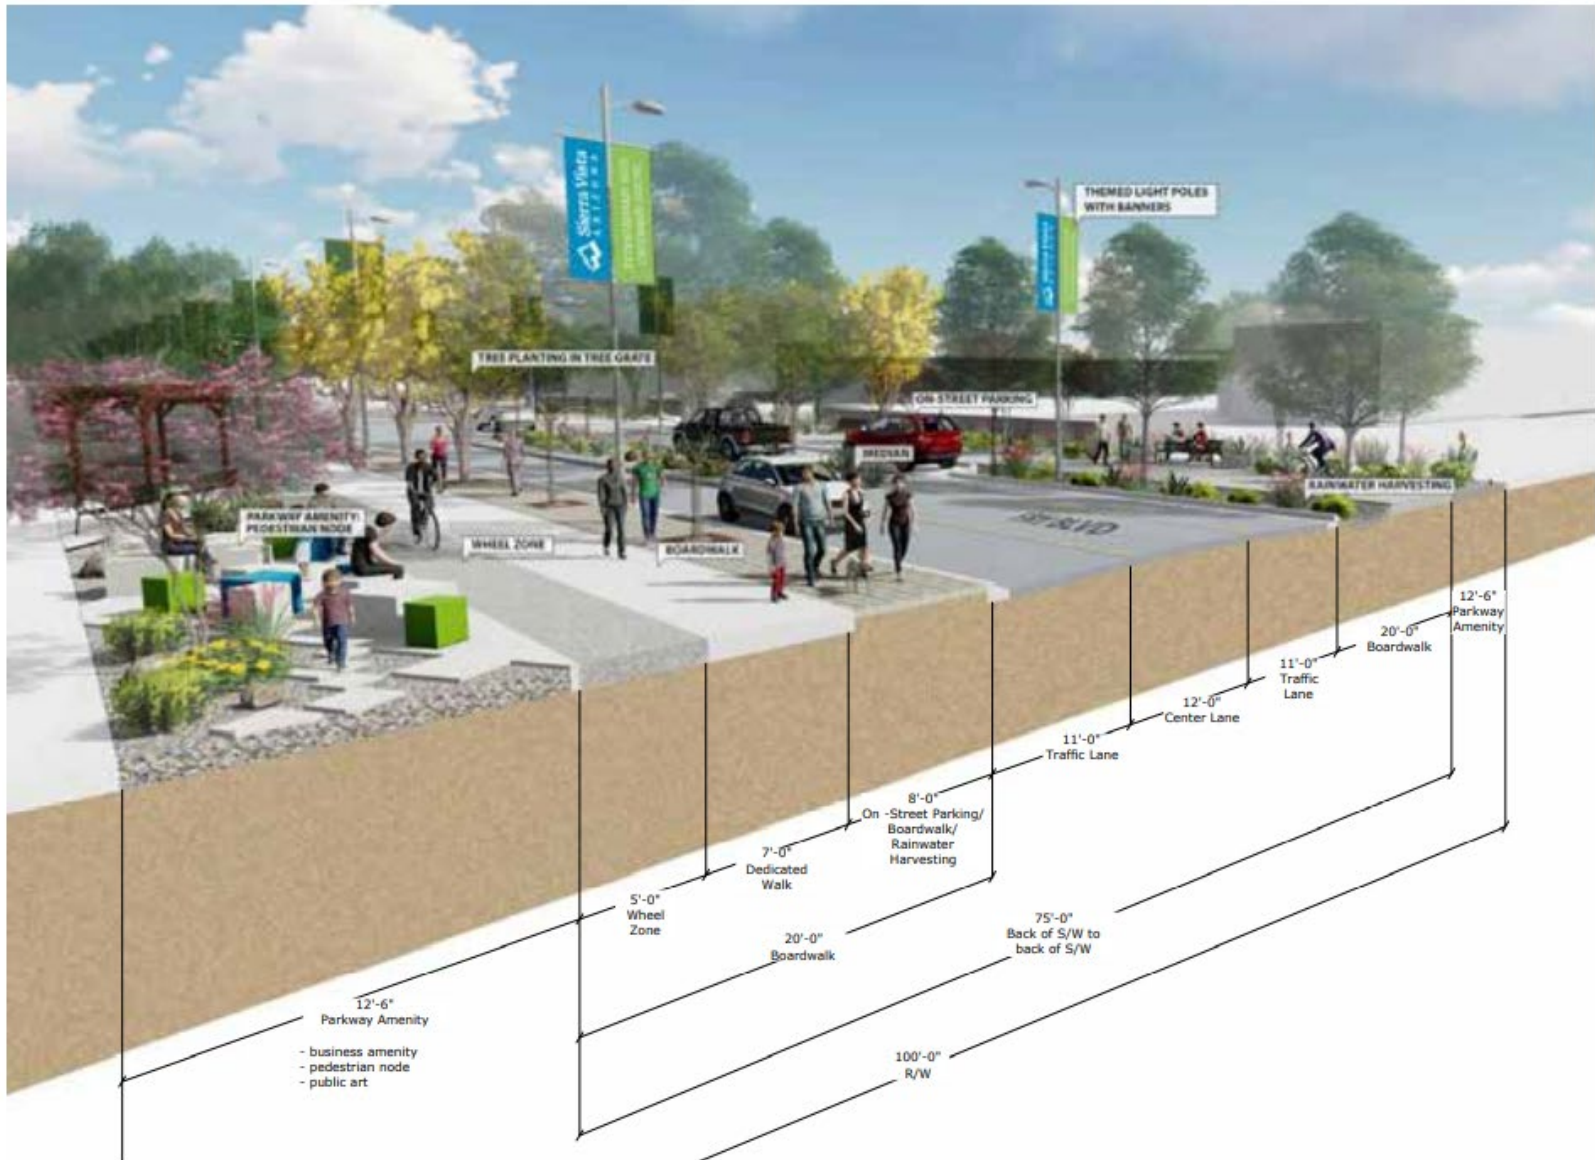 Sierra Vista
ARIZONA
THEMED LIGHT POLES
WITH BANNERS
TREE PLANTING IN TREE GRATE
ON-STREET PARKING
MEDIAN
RAINWATER HARVESTING
PARKWAY AMENITY:
PEDESTRIAN NODE
WHEEL ZONE
BOARDWALK
FRY BLVD
12'-6"
Parkway
Amenity
20'-0"
Boardwalk
11'-0"
Traffic
Lane
12'-0"
Center Lane
11'-0"
Traffic Lane
8'-0"
On -Street Parking/
Boardwalk/
Rainwater
Harvesting
7'-0"
Dedicated
Walk
5'-0"
Wheel
Zone
20'-0"
Boardwalk
75'-0"
Back of S/W to
back of S/W
12'-6"
Parkway Amenity
- business amenity
- pedestrian node
- public art
100'-0"
R/W